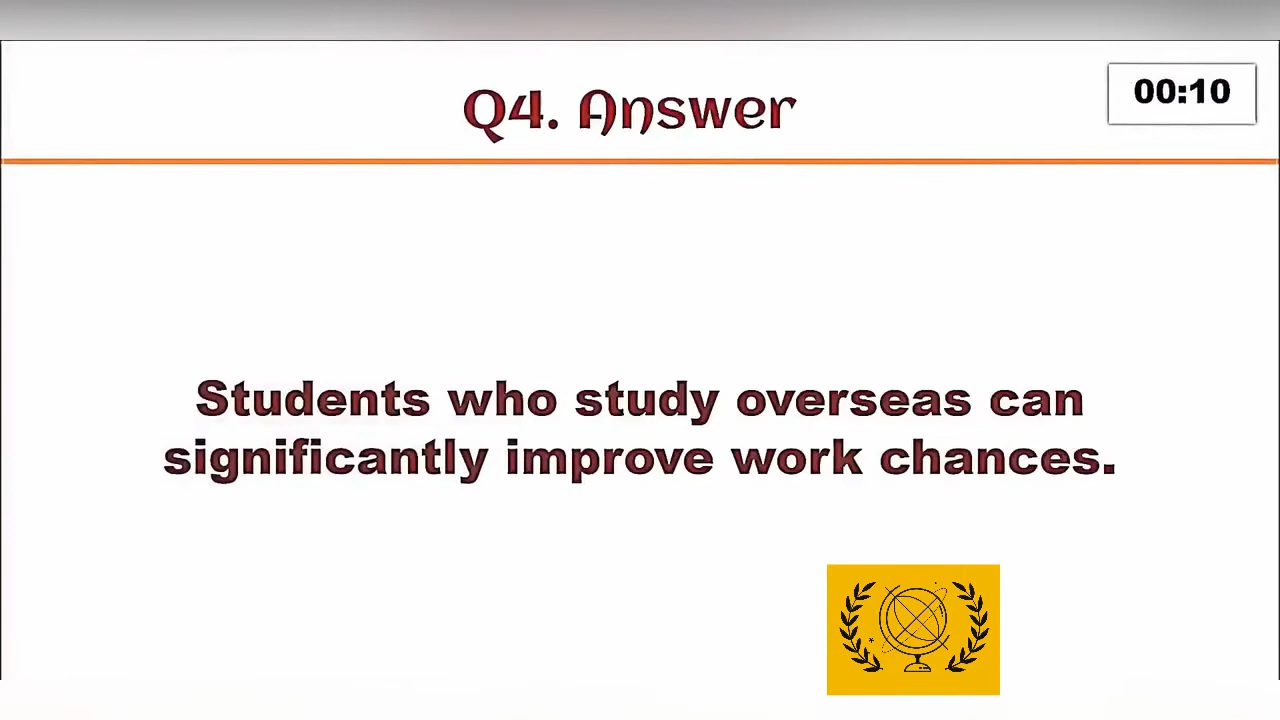 Q4. Answer
00:10
Students who study overseas can
significantly improve work chances.